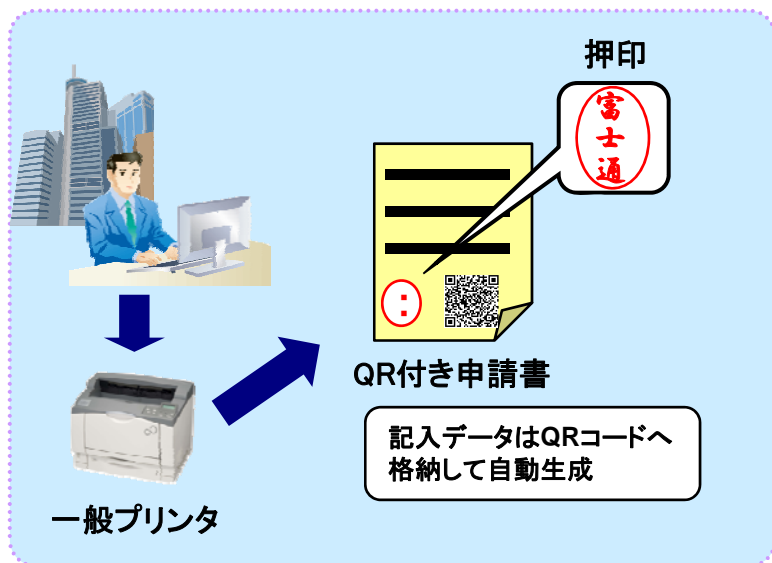 押印
富
士
通
QR付き申請書
記入データはQRコードへ
格納して自動生成
一般プリンタ